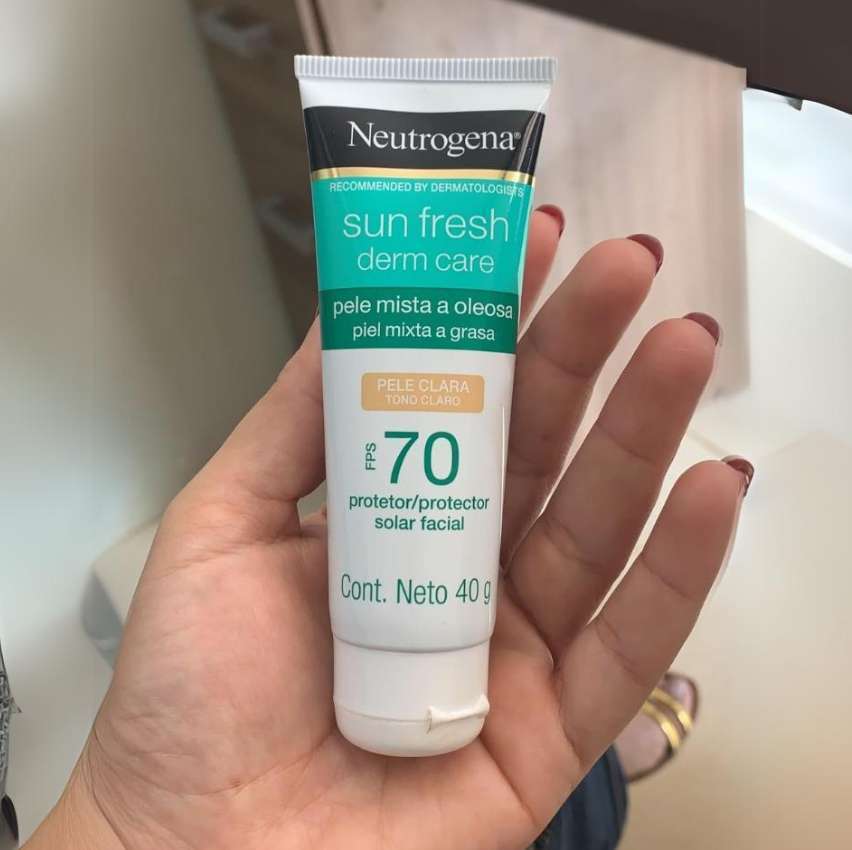 Neutrogena®
RECOMMENDED BY DERMATOLOGISTS
sun fresh
derm care
pele mista a oleosa
piel mixta a grasa
PELE CLARA
TONO CLARO
FPS 70
protetor/protector
solar facial
Cont. Neto 40 g